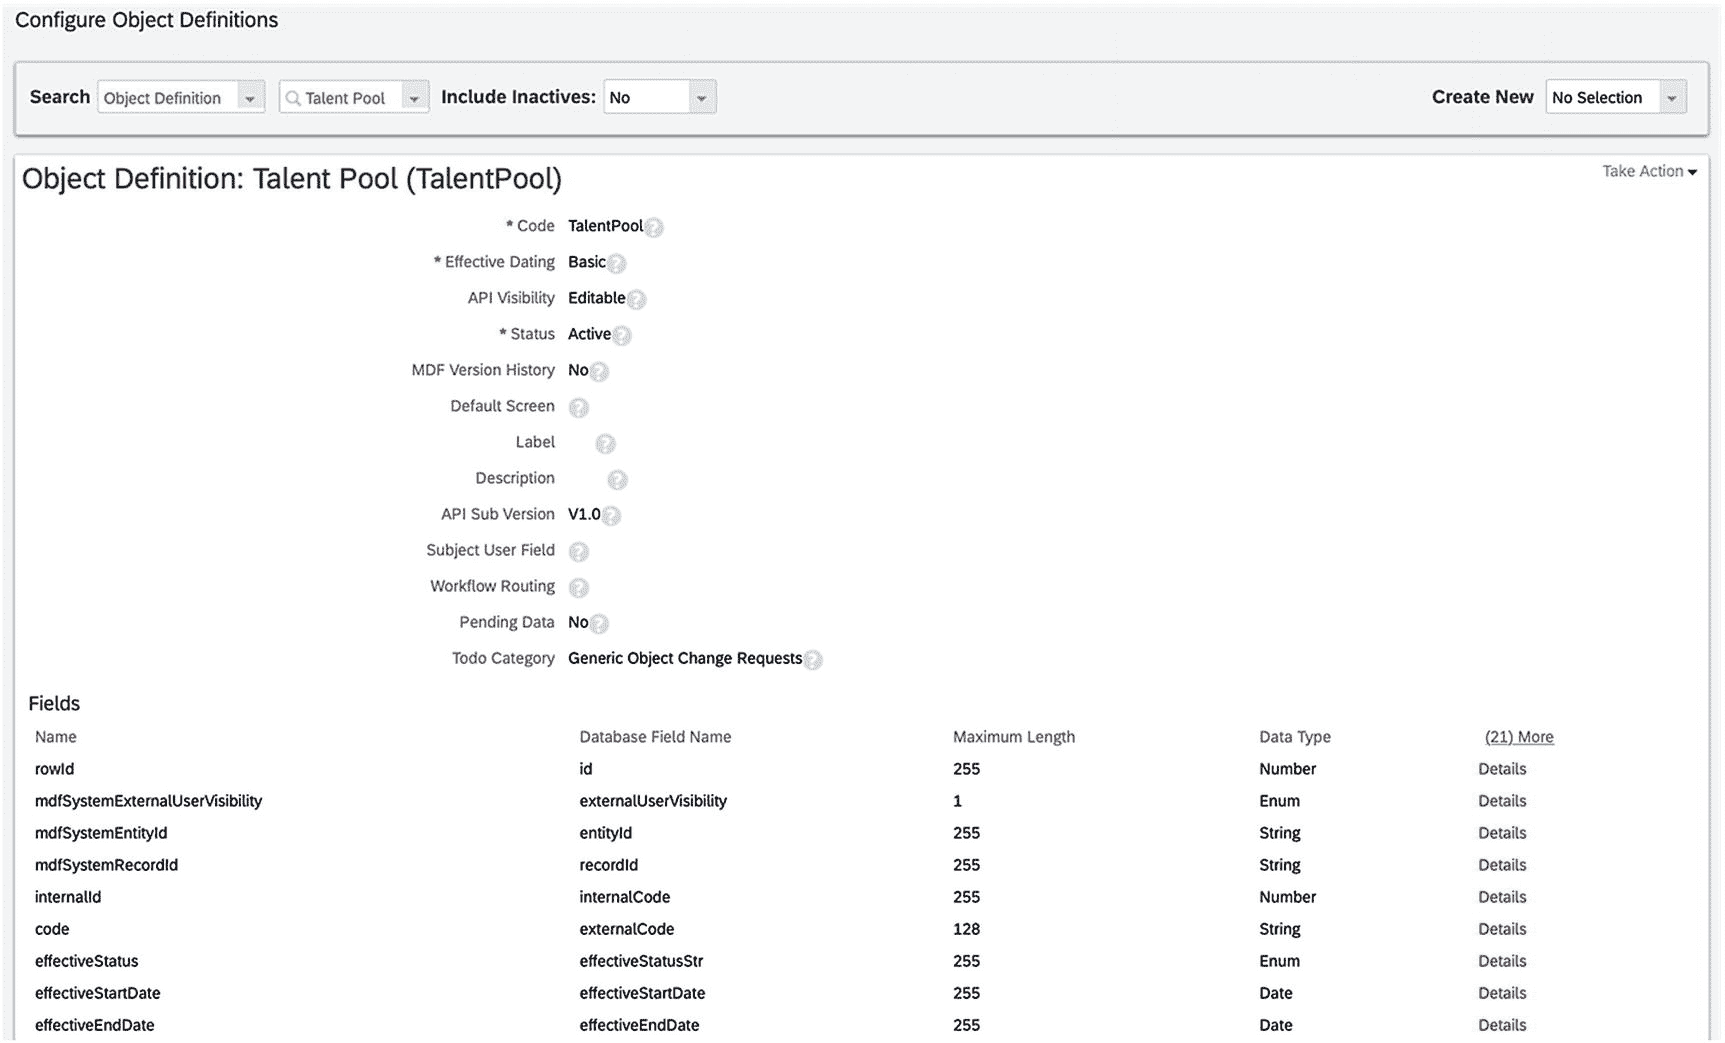 Configure Object Definitions
Search Object Definition Talent Pool Include Inactives: No Create New No Selection
Object Definition: Talent Pool (TalentPool) Take Action
* Code TalentPool
* Effective Dating Basic
API Visibility Editable
* Status Active
MDF Version History No
Default Screen
Label
Description
API Sub Version V1.0
Subject User Field
Workflow Routing
Pending Data No
Todo Category Generic Object Change Requests
Fields
Name Database Field Name Maximum Length Data Type (21) More
rowId id 255 Number Details
mdfSystemExternalUserVisibility externalUserVisibility 1 Enum Details
mdfSystemEntityId entityId 255 String Details
mdfSystemRecordId recordId 255 String Details
internalId internalCode 255 Number Details
code externalCode 128 String Details
effectiveStatus effectiveStatusStr 255 Enum Details
effectiveStartDate effectiveStartDate 255 Date Details
effectiveEndDate effectiveEndDate 255 Date Details